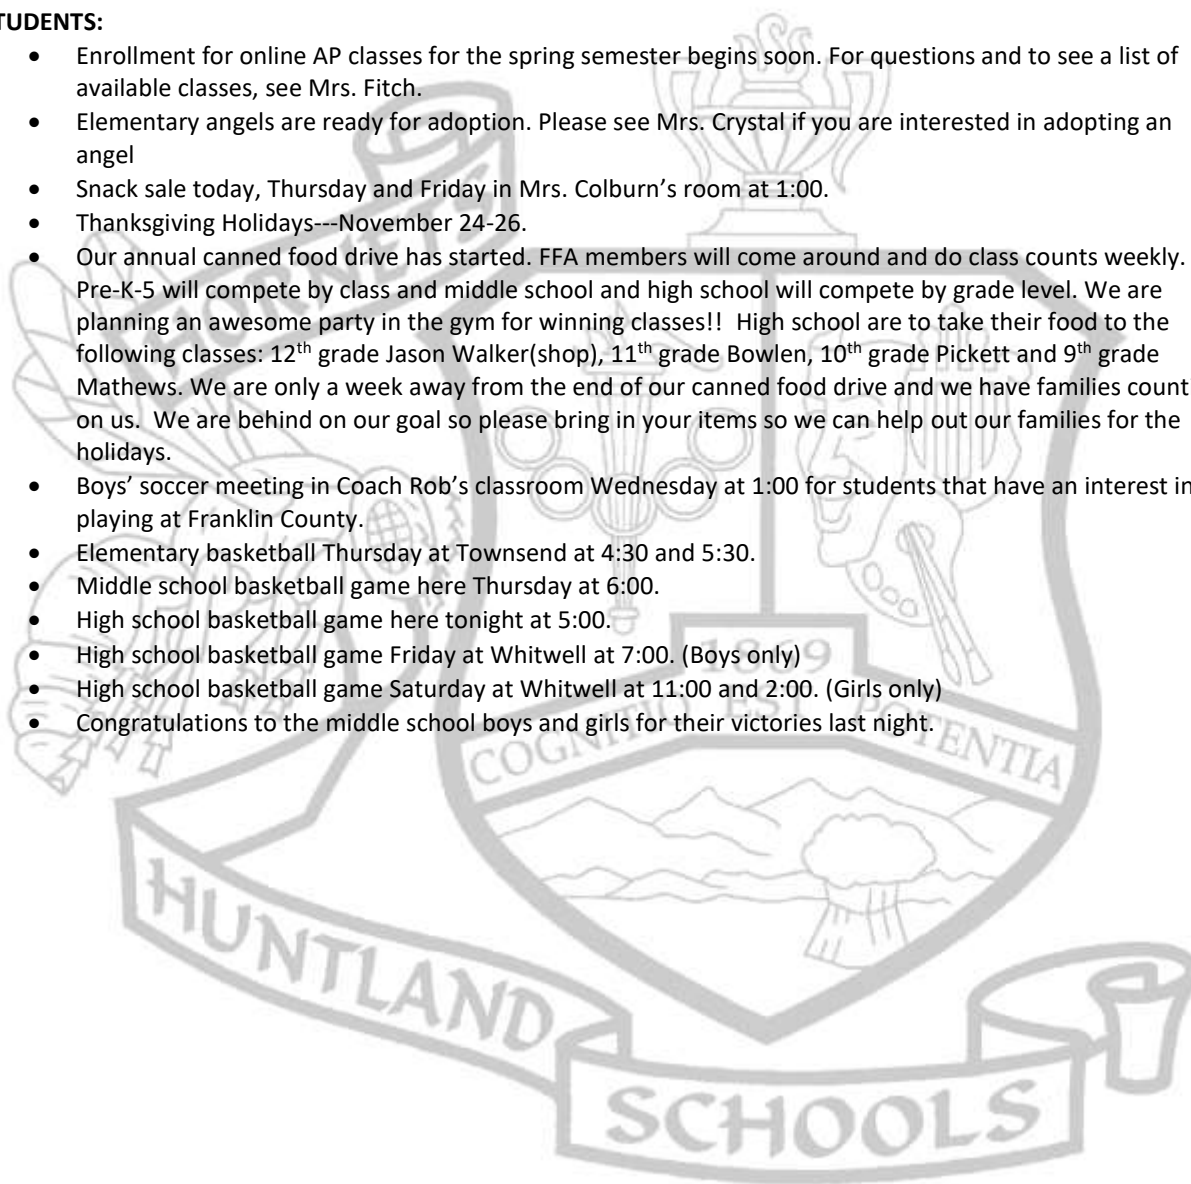 TUDENTS:
• Enrollment for online AP classes for the spring semester begins soon. For questions and to see a list of
available classes, see Mrs. Fitch.
• Elementary angels are ready for adoption. Please see Mrs. Crystal if you are interested in adopting an
angel
• Snack sale today, Thursday and Friday in Mrs. Colburn’s room at 1:00.
• Thanksgiving Holidays---November 24-26.
• Our annual canned food drive has started. FFA members will come around and do class counts weekly.
Pre-K-5 will compete by class and middle school and high school will compete by grade level. We are
planning an awesome party in the gym for winning classes!! High school are to take their food to the
following classes: 12th grade Jason Walker(shop), 11th grade Bowlen, 10th grade Pickett and 9th grade
Mathews. We are only a week away from the end of our canned food drive and we have families count
on us. We are behind on our goal so please bring in your items so we can help out our families for the
holidays.
• Boys’ soccer meeting in Coach Rob’s classroom Wednesday at 1:00 for students that have an interest in
playing at Franklin County.
• Elementary basketball Thursday at Townsend at 4:30 and 5:30.
• Middle school basketball game here Thursday at 6:00.
• High school basketball game here tonight at 5:00.
• High school basketball game Friday at Whitwell at 7:00. (Boys only)
• High school basketball game Saturday at Whitwell at 11:00 and 2:00. (Girls only)
• Congratulations to the middle school boys and girls for their victories last night.
HORNETS
1869
COGNITIO EST POTENTIA
HUNTLAND
SCHOOLS